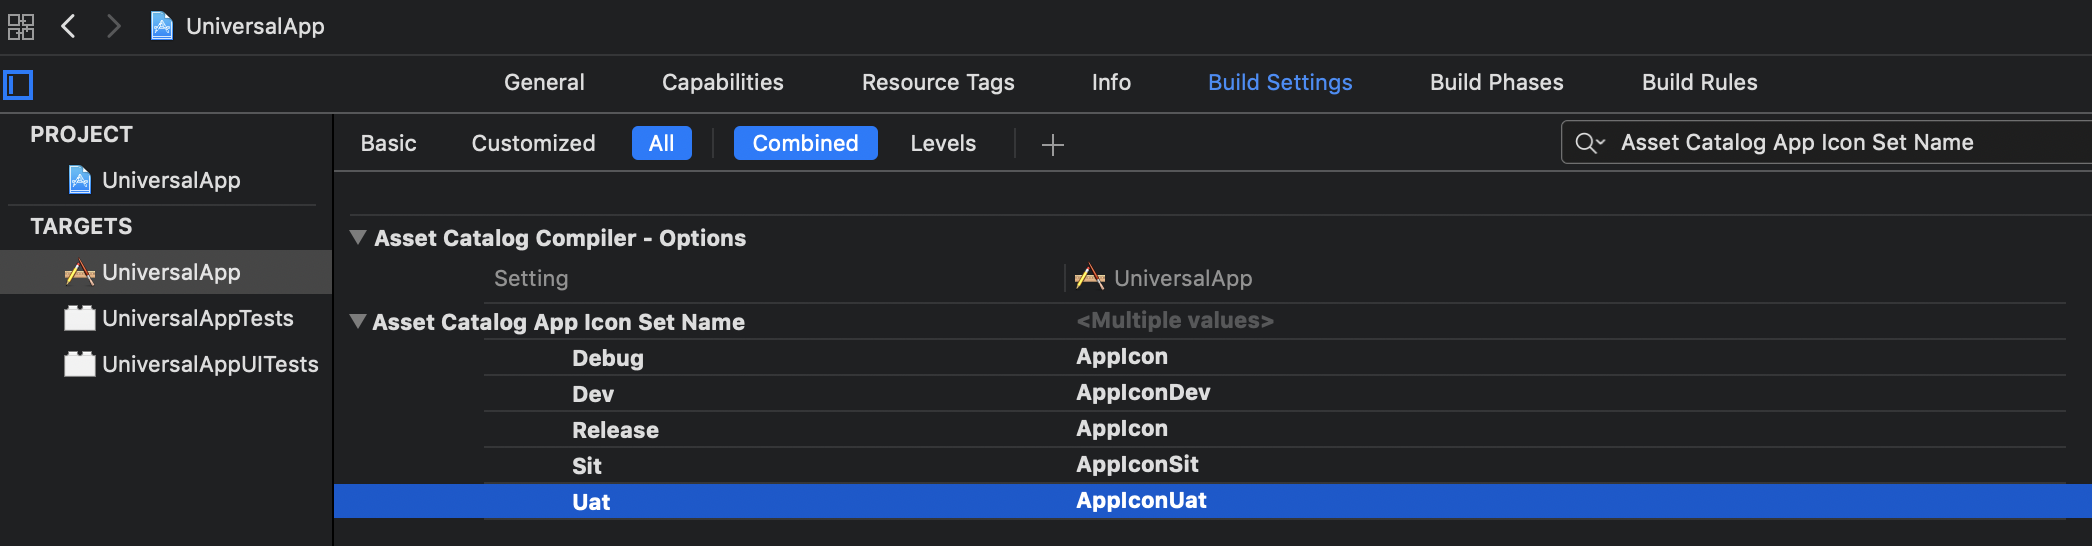 UniversalApp
General Capabilities Resource Tags Info Build Settings Build Phases Build Rules
PROJECT
UniversalApp
TARGETS
UniversalApp
UniversalAppTests
UniversalAppUITests
Basic Customized All Combined Levels + Asset Catalog App Icon Set Name
Asset Catalog Compiler - Options
Setting UniversalApp
Asset Catalog App Icon Set Name <Multiple values>
Debug AppIcon
Dev AppIconDev
Release AppIcon
Sit AppIconSit
Uat AppIconUat